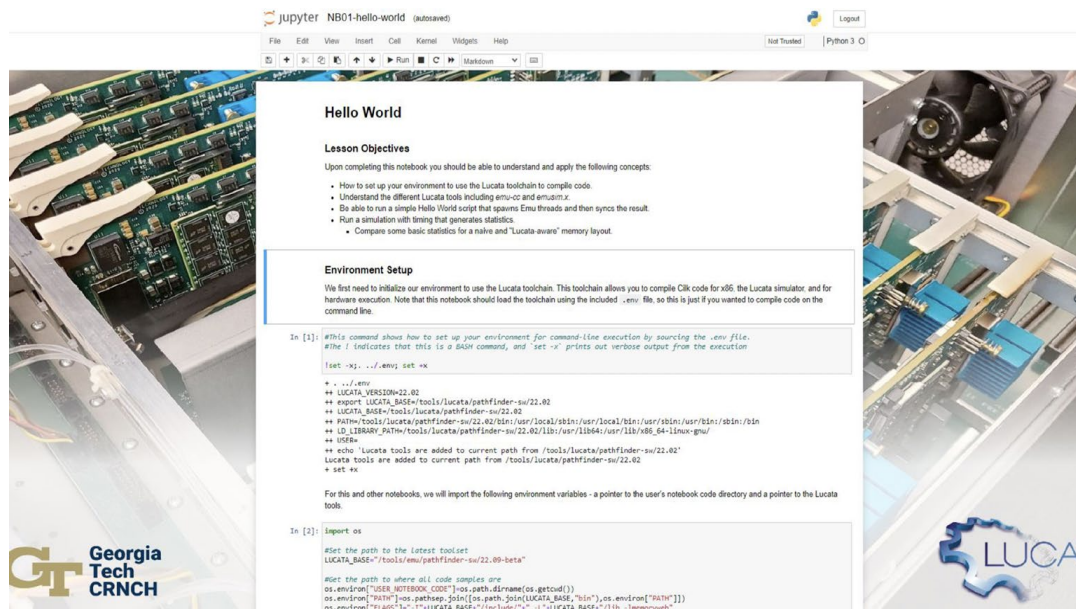 jupyter NB01-hello-world (autosaved)
Logout
File Edit View Insert Cell Kernel Widgets Help
Not Trusted Python 3
Run Markdown
Hello World
Lesson Objectives
Upon completing this notebook you should be able to understand and apply the following concepts:
How to set up your environment to use the Lucata toolchain to compile code.
Understand the different Lucata tools including emu-cc and emusim.x.
Be able to run a simple Hello World script that spawns Emu threads and then syncs the result.
Run a simulation with timing that generates statistics.
Compare some basic statistics for a naive and "Lucata-aware" memory layout.
Environment Setup
We first need to initialize our environment to use the Lucata toolchain. This toolchain allows you to compile Cilk code for x86, the Lucata simulator, and for
hardware execution. Note that this notebook should load the toolchain using the included .env file, so this is just if you wanted to compile code on the
command line.
In [1]: #This command shows how to set up your environment for command-line execution by sourcing the .env file.
#The ! indicates that this is a BASH command, and `set -x` prints out verbose output from the execution
!set -x; . ../.env; set +x
+ . ../.env
++ LUCATA_VERSION=22.02
++ export LUCATA_BASE=/tools/lucata/pathfinder-sw/22.02
++ LUCATA_BASE=/tools/lucata/pathfinder-sw/22.02
++ PATH=/tools/lucata/pathfinder-sw/22.02/bin:/usr/local/sbin:/usr/local/bin:/usr/sbin:/usr/bin:/sbin:/bin
++ LD_LIBRARY_PATH=/tools/lucata/pathfinder-sw/22.02/lib:/usr/lib64:/usr/lib/x86_64-linux-gnu/
++ USER=
++ echo 'Lucata tools are added to current path from /tools/lucata/pathfinder-sw/22.02'
Lucata tools are added to current path from /tools/lucata/pathfinder-sw/22.02
+ set +x
For this and other notebooks, we will import the following environment variables - a pointer to the user's notebook code directory and a pointer to the Lucata
tools.
In [2]: import os
#Set the path to the latest toolset
LUCATA_BASE="/tools/emu/pathfinder-sw/22.09-beta"
#Get the path to where all code samples are
os.environ["USER_NOTEBOOK_CODE"]=os.path.dirname(os.getcwd())
os.environ["PATH"]=os.pathsep.join([os.path.join(LUCATA_BASE,"bin"),os.environ["PATH"]])
Georgia
Tech
CRNCH
GT
LUCA